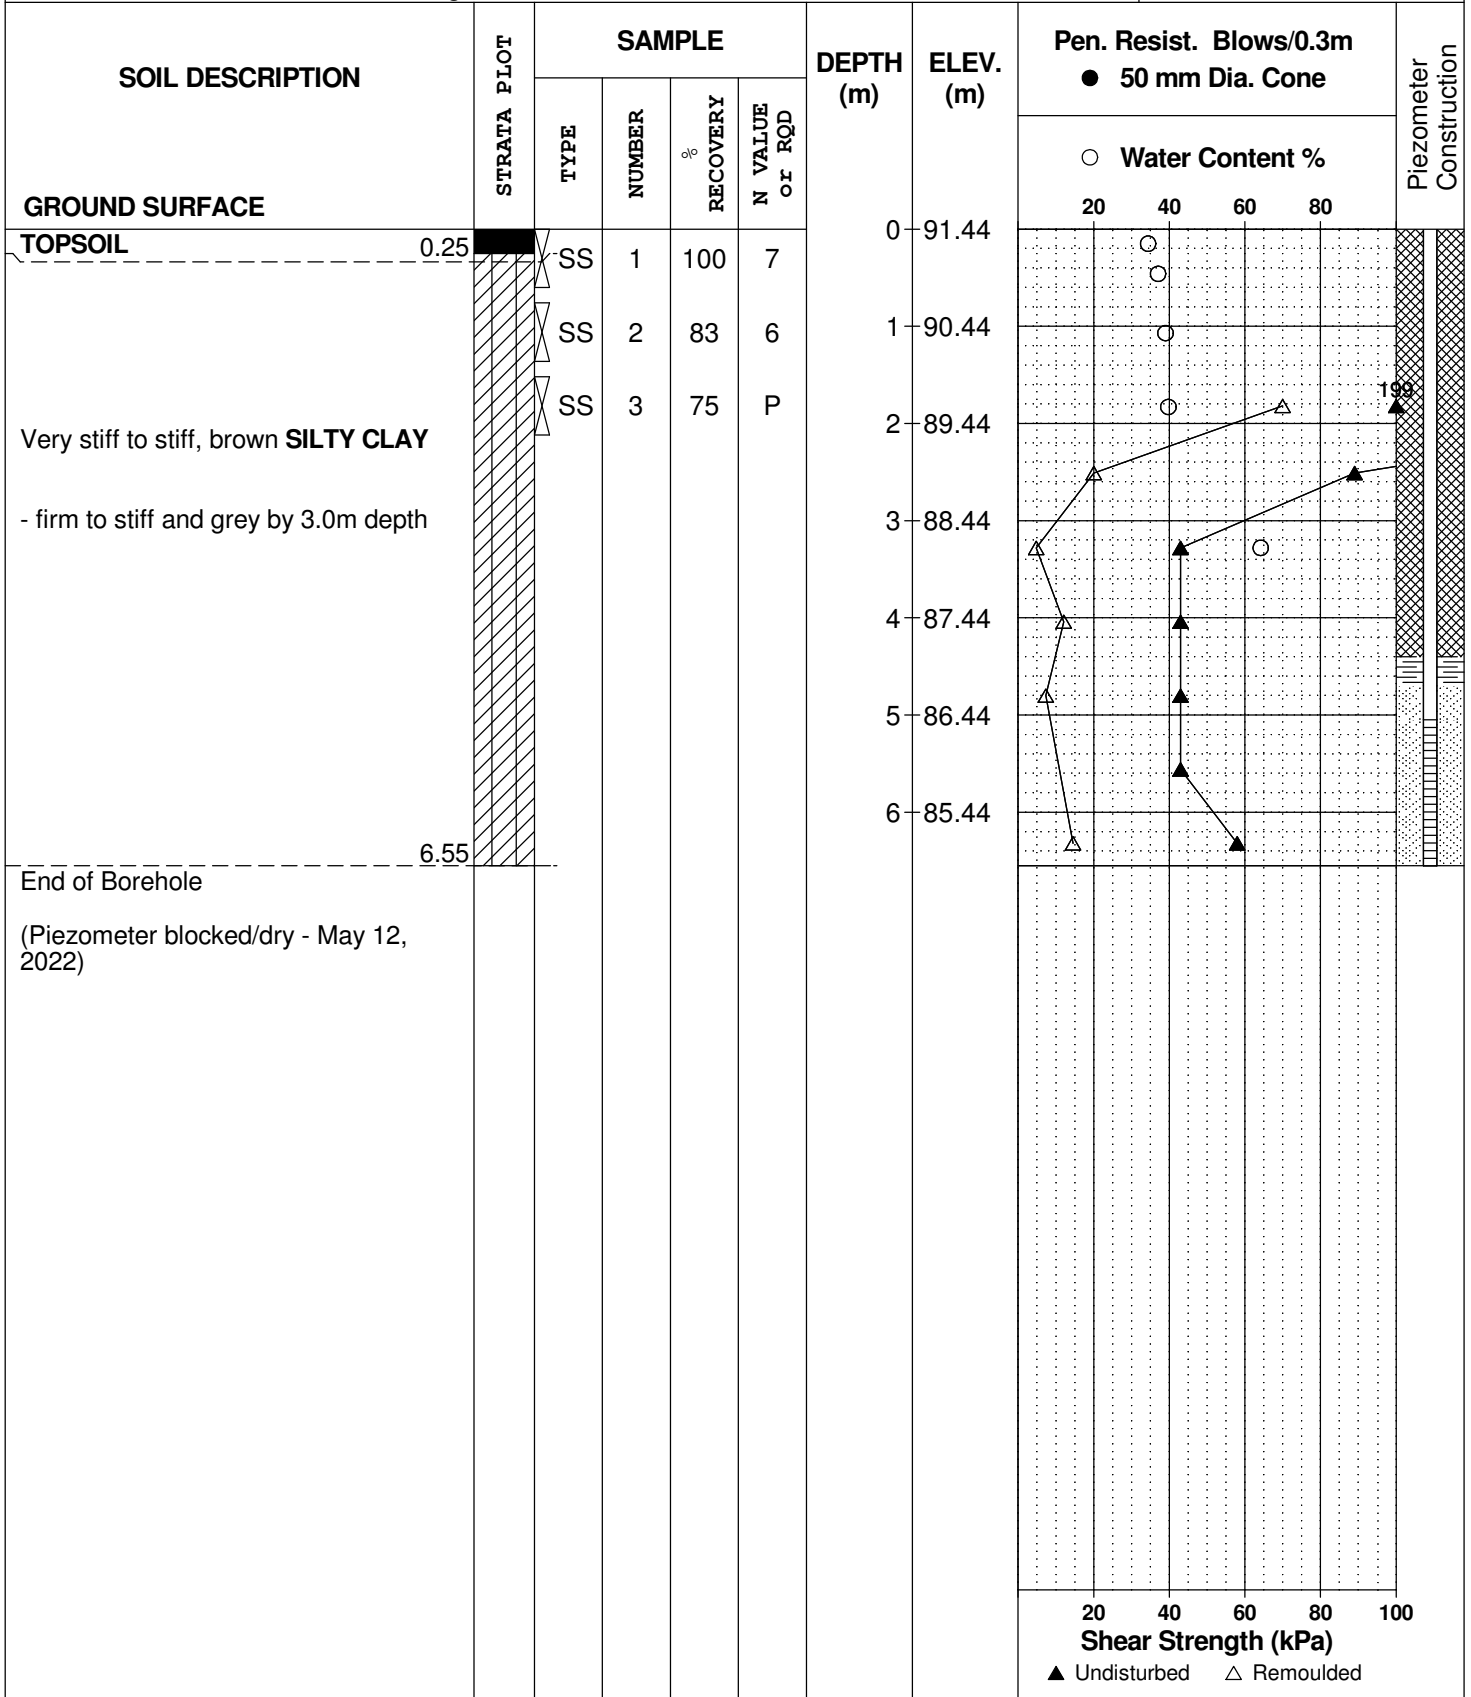 SOIL DESCRIPTION
GROUND SURFACE
STRATA PLOT
SAMPLE
TYPE
NUMBER
%
RECOVERY
N VALUE
or RQD
DEPTH
(m)
ELEV.
(m)
Pen. Resist. Blows/0.3m
● 50 mm Dia. Cone
○ Water Content %
20 40 60 80
Piezometer
Construction
TOPSOIL 0.25
SS 1 100 7
SS 2 83 6
SS 3 75 P
0 91.44
1 90.44
199
2 89.44
Very stiff to stiff, brown SILTY CLAY
- firm to stiff and grey by 3.0m depth
3 88.44
4 87.44
5 86.44
6 85.44
6.55
End of Borehole
(Piezometer blocked/dry - May 12,
2022)
20 40 60 80 100
Shear Strength (kPa)
▲ Undisturbed △ Remoulded